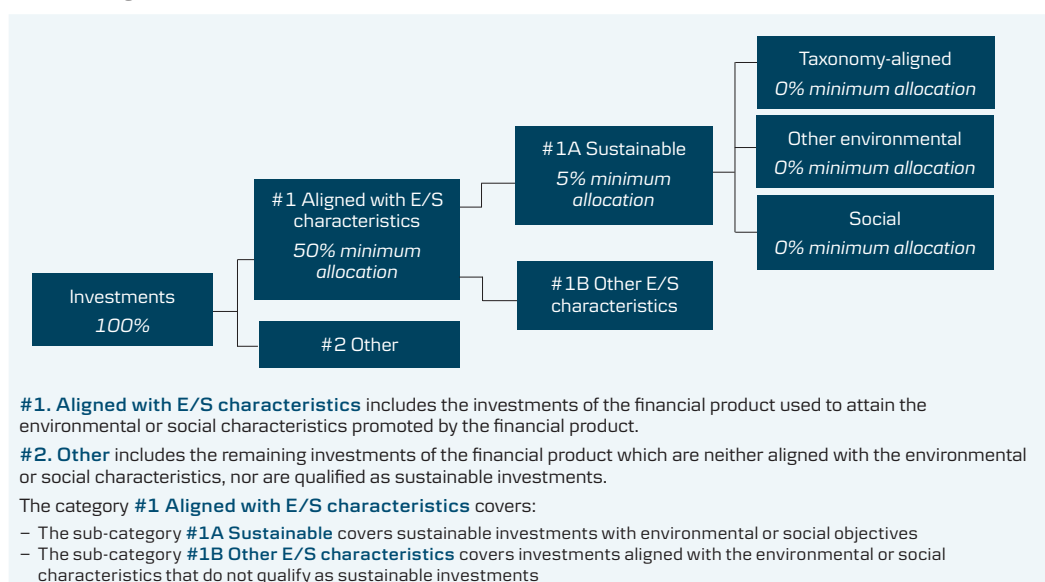 Taxonomy-aligned
0% minimum allocation
#1A Sustainable
5% minimum
allocation
Other environmental
0% minimum allocation
#1 Aligned with E/S
characteristics
50% minimum
allocation
Social
0% minimum allocation
#1B Other E/S
characteristics
Investments
100%
#2 Other
#1. Aligned with E/S characteristics includes the investments of the financial product used to attain the
environmental or social characteristics promoted by the financial product.
#2. Other includes the remaining investments of the financial product which are neither aligned with the environmental
or social characteristics, nor are qualified as sustainable investments.
The category #1 Aligned with E/S characteristics covers:
– The sub-category #1A Sustainable covers sustainable investments with environmental or social objectives
– The sub-category #1B Other E/S characteristics covers investments aligned with the environmental or social
characteristics that do not qualify as sustainable investments